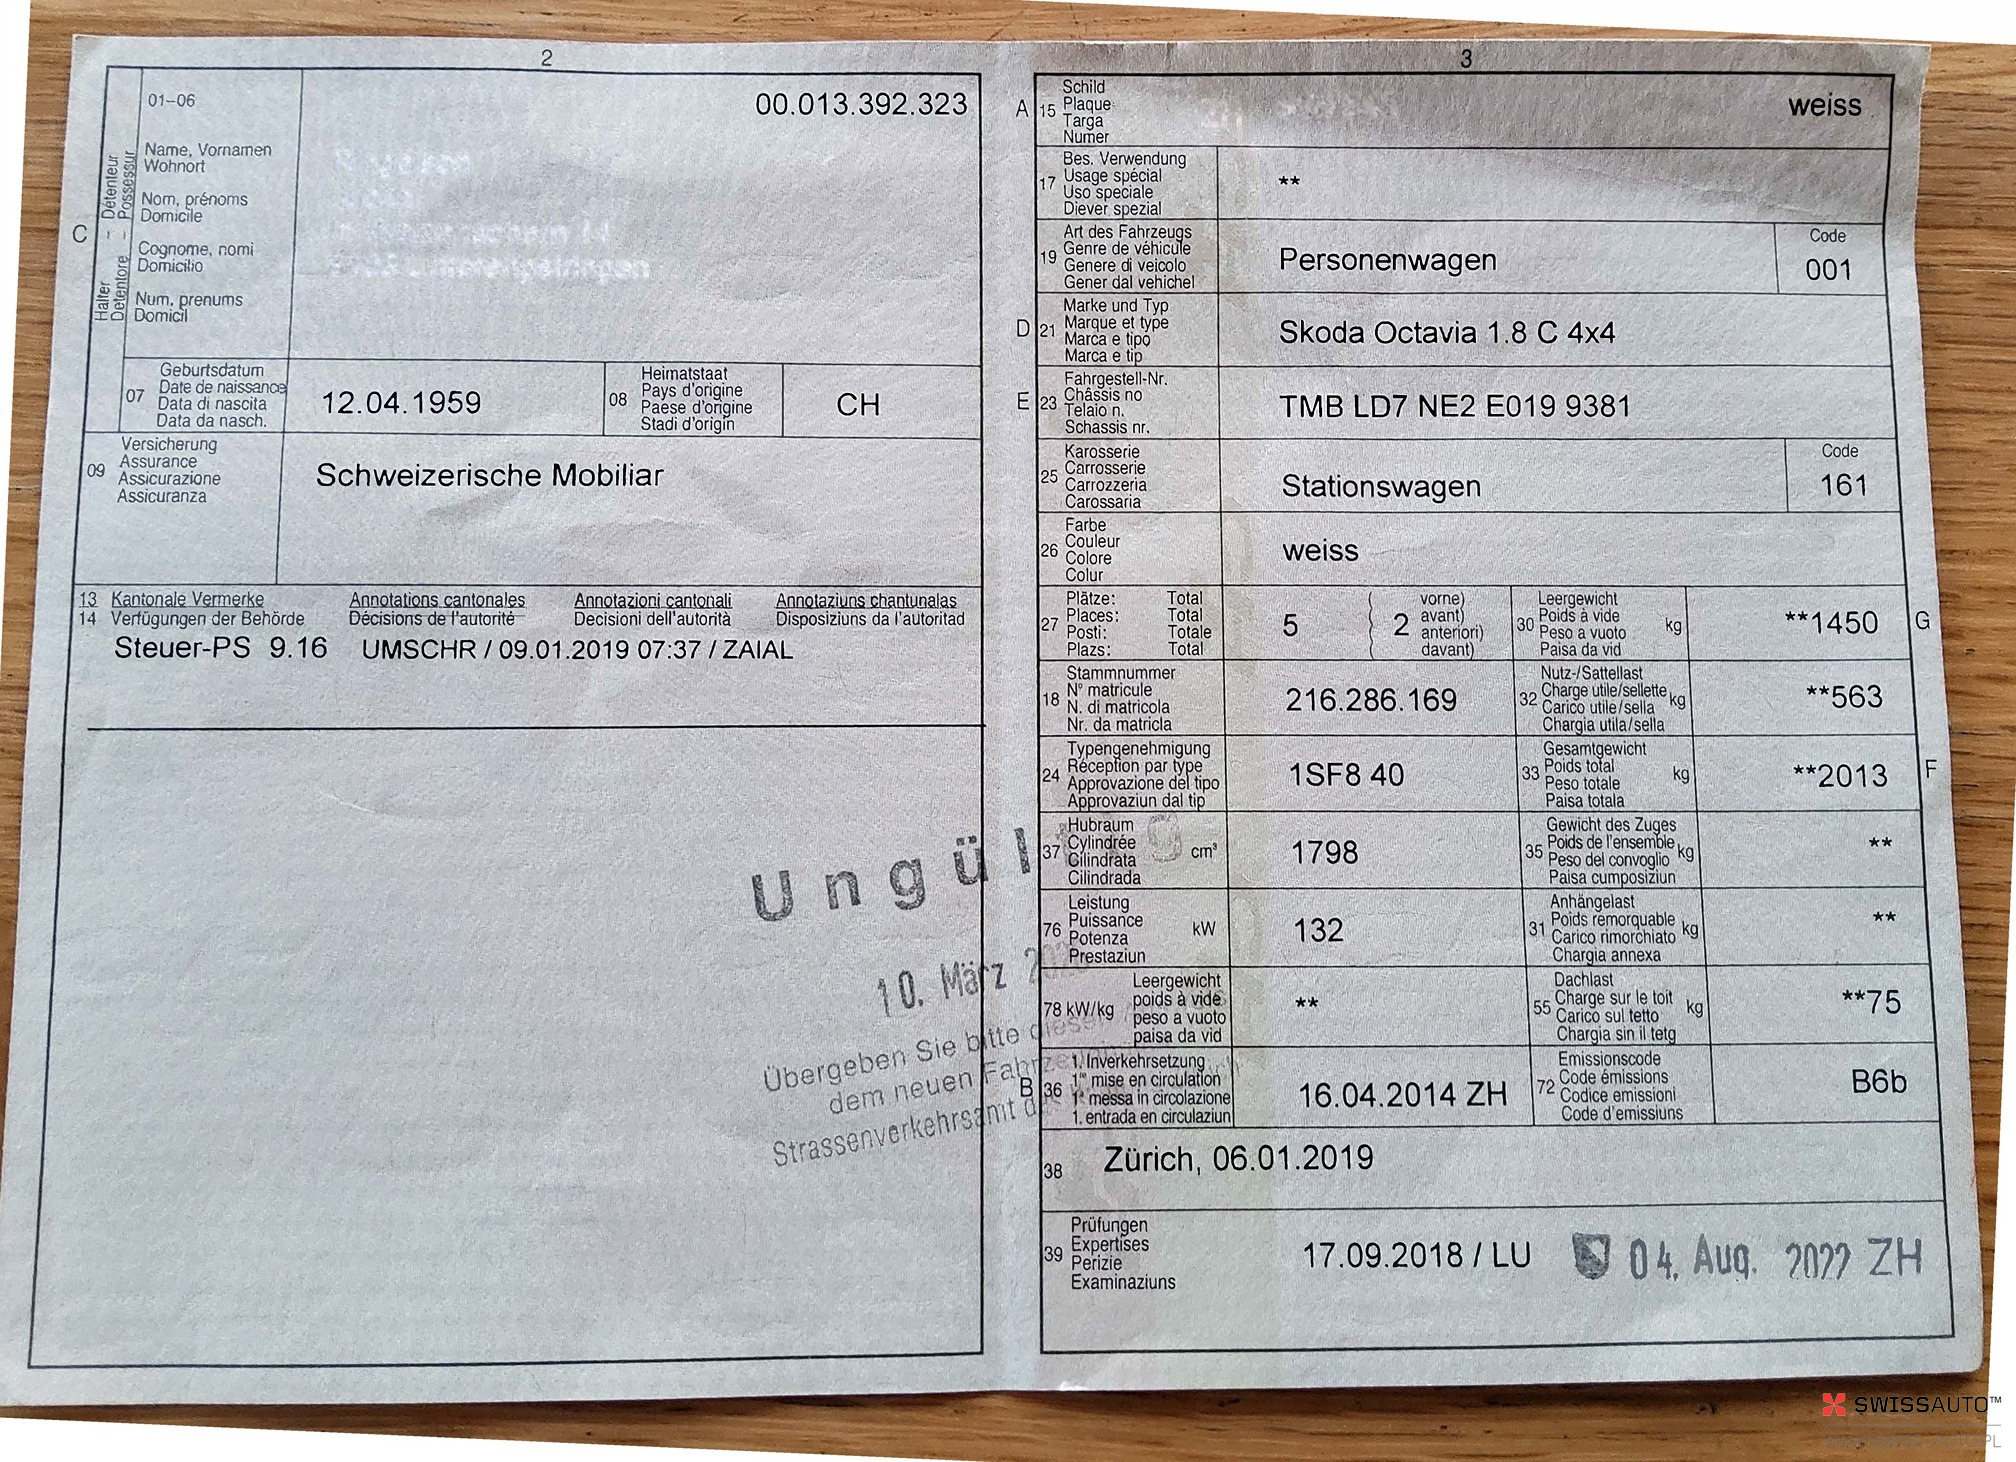 2
01–06
00.013.392.323
C
Halter – Détenteur
Detentore – Possessur
Name, Vornamen
Wohnort
Nom, prénoms
Domicile
Cognome, nomi
Domicilio
Num, prenums
Domicil
07
Geburtsdatum
Date de naissance
Data di nascita
Data da nasch.
12.04.1959
08
Heimatstaat
Pays d'origine
Paese d'origine
Stadi d'origin
CH
09
Versicherung
Assurance
Assicurazione
Assicuranza
Schweizerische Mobiliar
13 Kantonale Vermerke Annotations cantonales Annotazioni cantonali Annotaziuns chantunalas
14 Verfügungen der Behörde Décisions de l'autorité Decisioni dell'autorità Disposiziuns da l'autoritad
Steuer-PS 9.16 UMSCHR / 09.01.2019 07:37 / ZAIAL
Ungültig
10. März
Übergeben Sie bitte diesen
dem neuen
Strassenverkehrsamt
3
A
15
Schild
Plaque
Targa
Numer
weiss
17
Bes. Verwendung
Usage spécial
Uso speciale
Diever spezial
**
19
Art des Fahrzeugs
Genre de véhicule
Genere di veicolo
Gener dal vehichel
Personenwagen
Code
001
D
21
Marke und Typ
Marque et type
Marca e tipo
Marca e tip
Skoda Octavia 1.8 C 4x4
E
23
Fahrgestell-Nr.
Châssis no
Telaio n.
Schassis nr.
TMB LD7 NE2 E019 9381
25
Karosserie
Carrosserie
Carrozzeria
Carossaria
Stationswagen
Code
161
26
Farbe
Couleur
Colore
Colur
weiss
27
Plätze: Total
Places: Total
Posti: Totale
Plazs: Total
5
2
vorne)
avant)
anteriori)
davant)
30
Leergewicht
Poids à vide
Peso a vuoto
Paisa da vid
kg
**1450
G
18
Stammnummer
N° matricule
N. di matricola
Nr. da matricla
216.286.169
32
Nutz-/Sattellast
Charge utile/sellette
Carico utile/sella
Chargia utila/sella
kg
**563
24
Typengenehmigung
Réception par type
Approvazione del tipo
Approvaziun dal tip
1SF8 40
33
Gesamtgewicht
Poids total
Peso totale
Paisa totala
kg
**2013
F
37
Hubraum
Cylindrée
Cilindrata
Cilindrada
cm³
1798
35
Gewicht des Zuges
Poids de l'ensemble
Peso del convoglio
Paisa cumposiziun
kg
**
76
Leistung
Puissance
Potenza
Prestaziun
kW
132
31
Anhängelast
Poids remorquable
Carico rimorchiato
Chargia annexa
kg
**
78 kW/kg
Leergewicht
poids à vide
peso a vuoto
paisa da vid
**
55
Dachlast
Charge sur le toit
Carico sul tetto
Chargia sin il tetg
kg
**75
B
36
1. Inverkehrsetzung
1re mise en circulation
1a messa in circolazione
1. entrada en circulaziun
16.04.2014 ZH
72
Emissionscode
Code émissions
Codice emissioni
Code d'emissiuns
B6b
38
Zürich, 06.01.2019
39
Prüfungen
Expertises
Perizie
Examinaziuns
17.09.2018 / LU
04. Aug. 2022 ZH
SWISSAUTO™